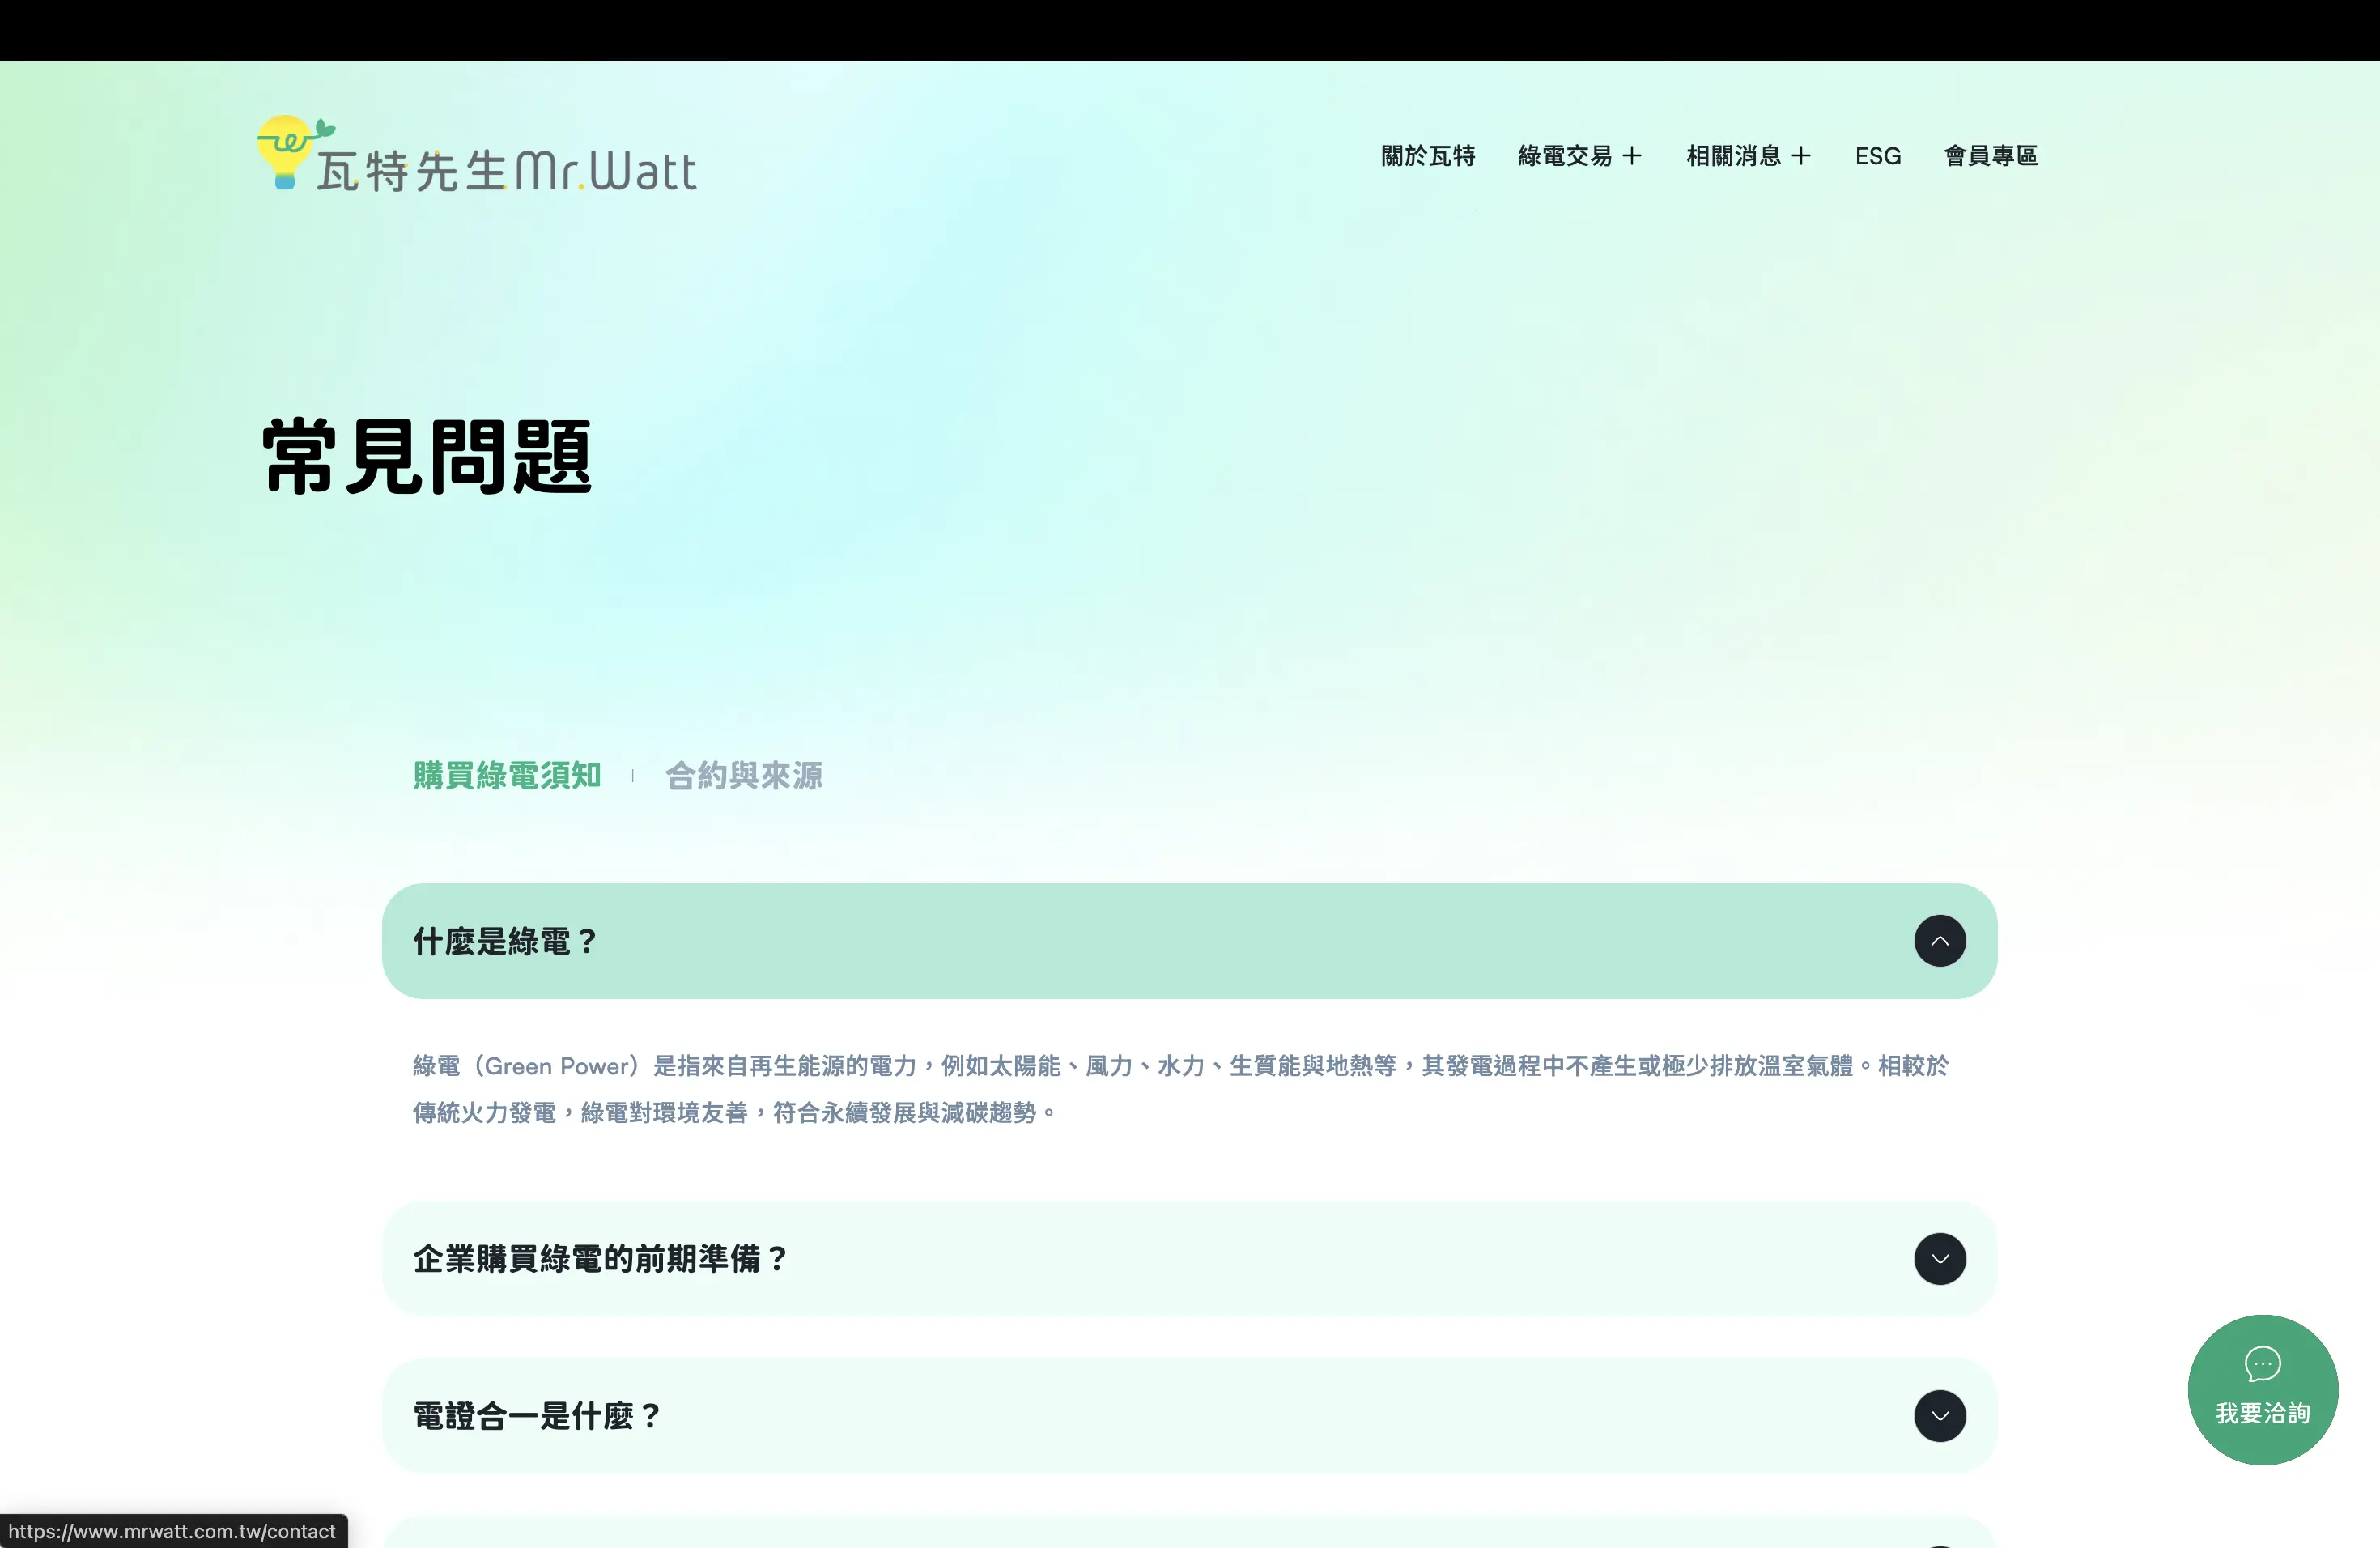 瓦特先生Mr.Watt
關於瓦特 綠電交易 + 相關消息 + ESG 會員專區
常見問題
購買綠電須知 | 合約與來源
什麼是綠電？
綠電（Green Power）是指來自再生能源的電力，例如太陽能、風力、水力、生質能與地熱等，其發電過程中不產生或極少排放溫室氣體。相較於
傳統火力發電，綠電對環境友善，符合永續發展與減碳趨勢。
企業購買綠電的前期準備？
電證合一是什麼？
我要洽詢
https://www.mrwatt.com.tw/contact